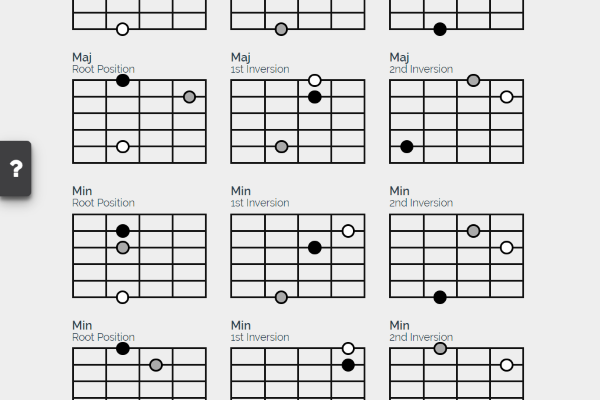 Maj
Root Position
Maj
1st Inversion
Maj
2nd Inversion
?
Min
Root Position
Min
1st Inversion
Min
2nd Inversion
Min
Root Position
Min
1st Inversion
Min
2nd Inversion